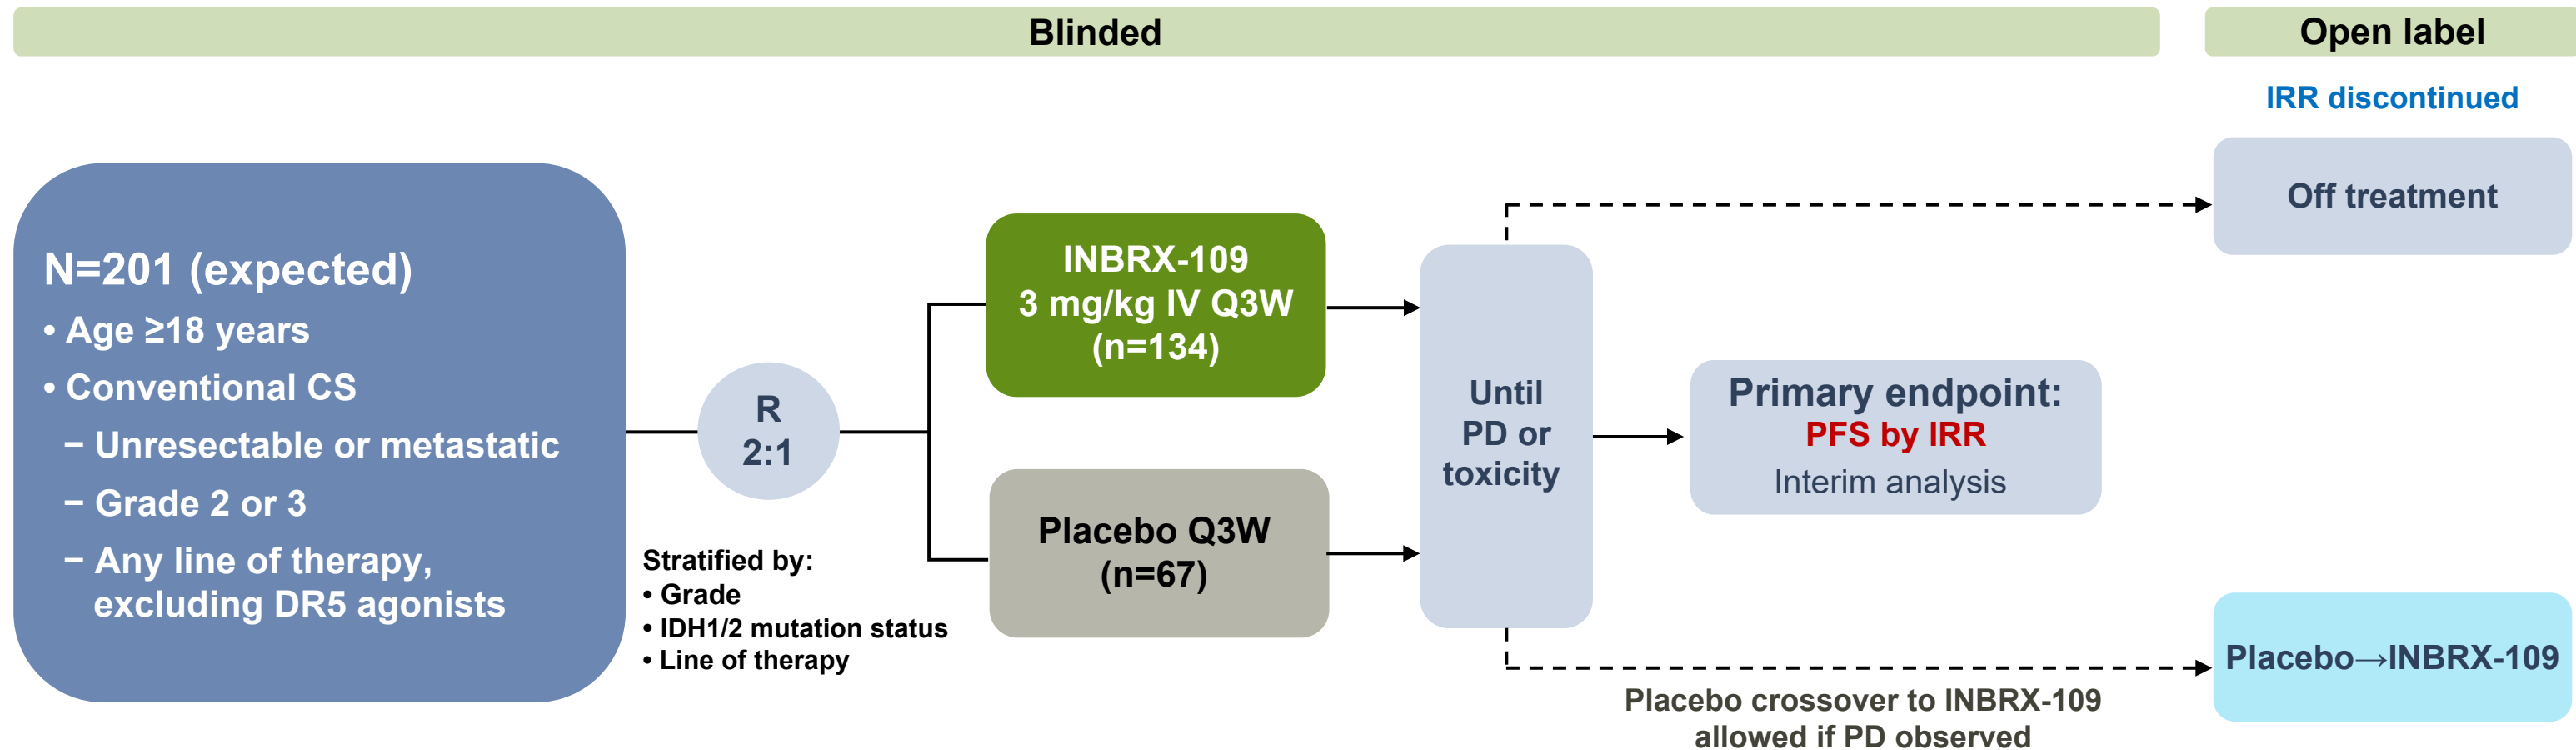 Blinded
Open label
IRR discontinued
N=201 (expected)
• Age ≥18 years
• Conventional CS
− Unresectable or metastatic
− Grade 2 or 3
− Any line of therapy,
excluding DR5 agonists
R
2:1
Stratified by:
• Grade
• IDH1/2 mutation status
• Line of therapy
INBRX-109
3 mg/kg IV Q3W
(n=134)
Placebo Q3W
(n=67)
Until
PD or
toxicity
Primary endpoint:
PFS by IRR
Interim analysis
Off treatment
Placebo→INBRX-109
Placebo crossover to INBRX-109
allowed if PD observed